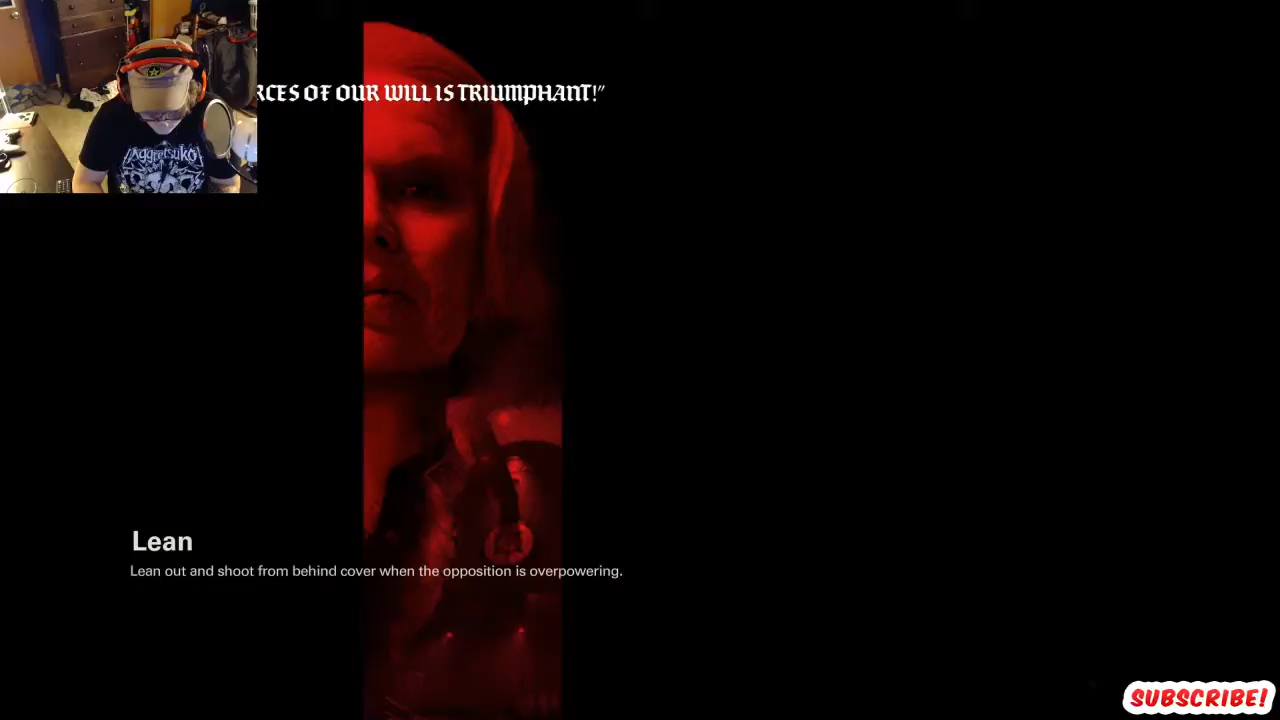 RCES OF OUR WILL IS TRIUMPHANT!”
Aggretsuko
Lean
Lean out and shoot from behind cover when the opposition is overpowering.
SUBSCRIBE!